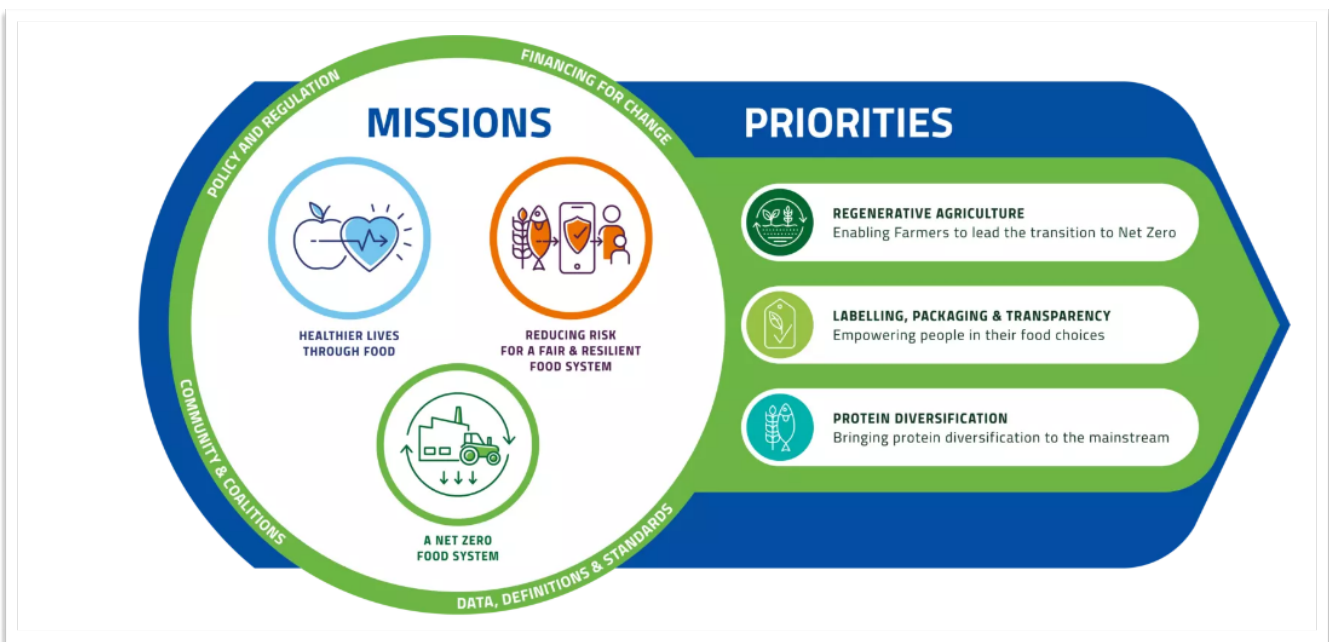 POLICY AND REGULATION
FINANCING FOR CHANGE
COMMUNITY & COALITIONS
DATA, DEFINITIONS & STANDARDS
MISSIONS
HEALTHIER LIVES
THROUGH FOOD
REDUCING RISK
FOR A FAIR & RESILIENT
FOOD SYSTEM
A NET ZERO
FOOD SYSTEM
PRIORITIES
REGENERATIVE AGRICULTURE
Enabling Farmers to lead the transition to Net Zero
LABELLING, PACKAGING & TRANSPARENCY
Empowering people in their food choices
PROTEIN DIVERSIFICATION
Bringing protein diversification to the mainstream